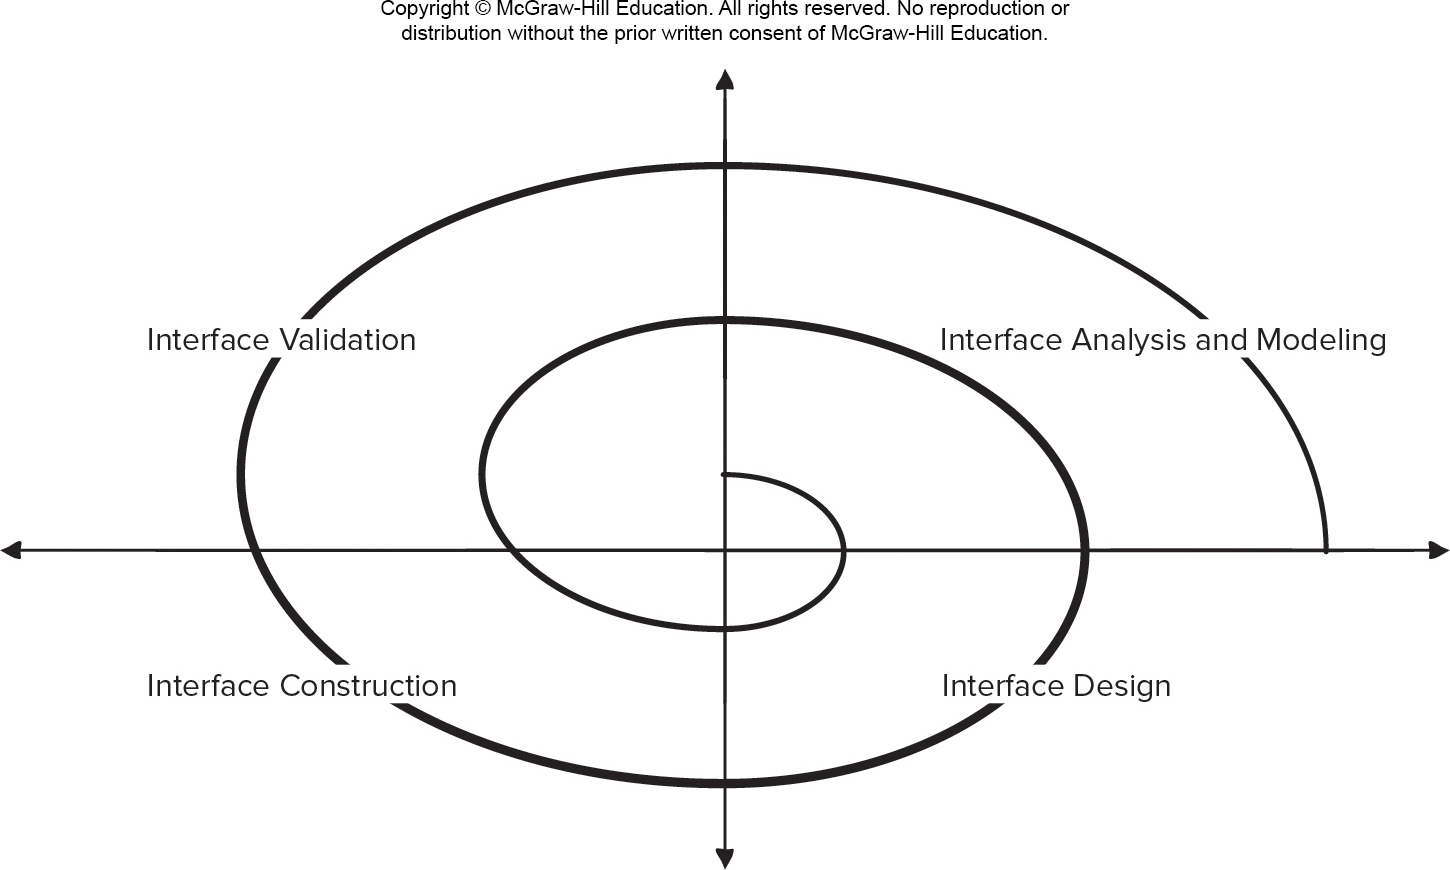 Copyright © McGraw-Hill Education. All rights reserved. No reproduction or
distribution without the prior written consent of McGraw-Hill Education.
Interface Validation
Interface Analysis and Modeling
Interface Construction
Interface Design